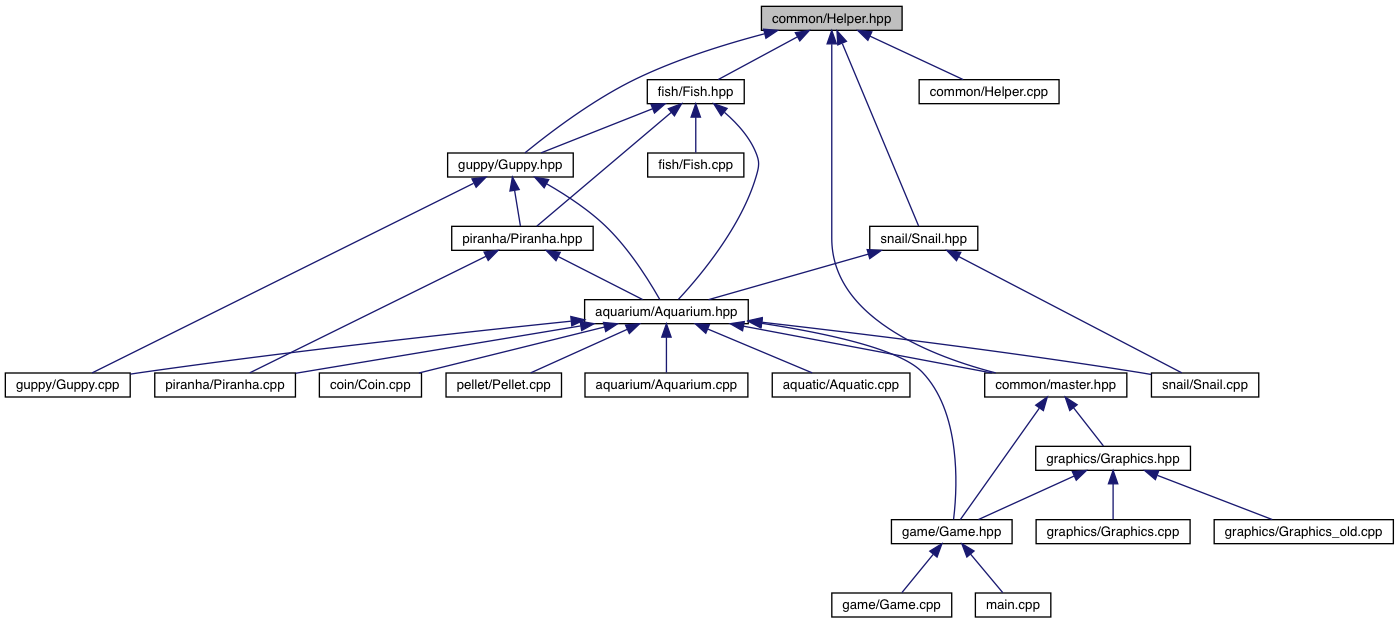 common/Helper.hpp
fish/Fish.hpp
common/Helper.cpp
guppy/Guppy.hpp
fish/Fish.cpp
piranha/Piranha.hpp
snail/Snail.hpp
aquarium/Aquarium.hpp
guppy/Guppy.cpp
piranha/Piranha.cpp
coin/Coin.cpp
pellet/Pellet.cpp
aquarium/Aquarium.cpp
aquatic/Aquatic.cpp
common/master.hpp
snail/Snail.cpp
graphics/Graphics.hpp
game/Game.hpp
graphics/Graphics.cpp
graphics/Graphics_old.cpp
game/Game.cpp
main.cpp